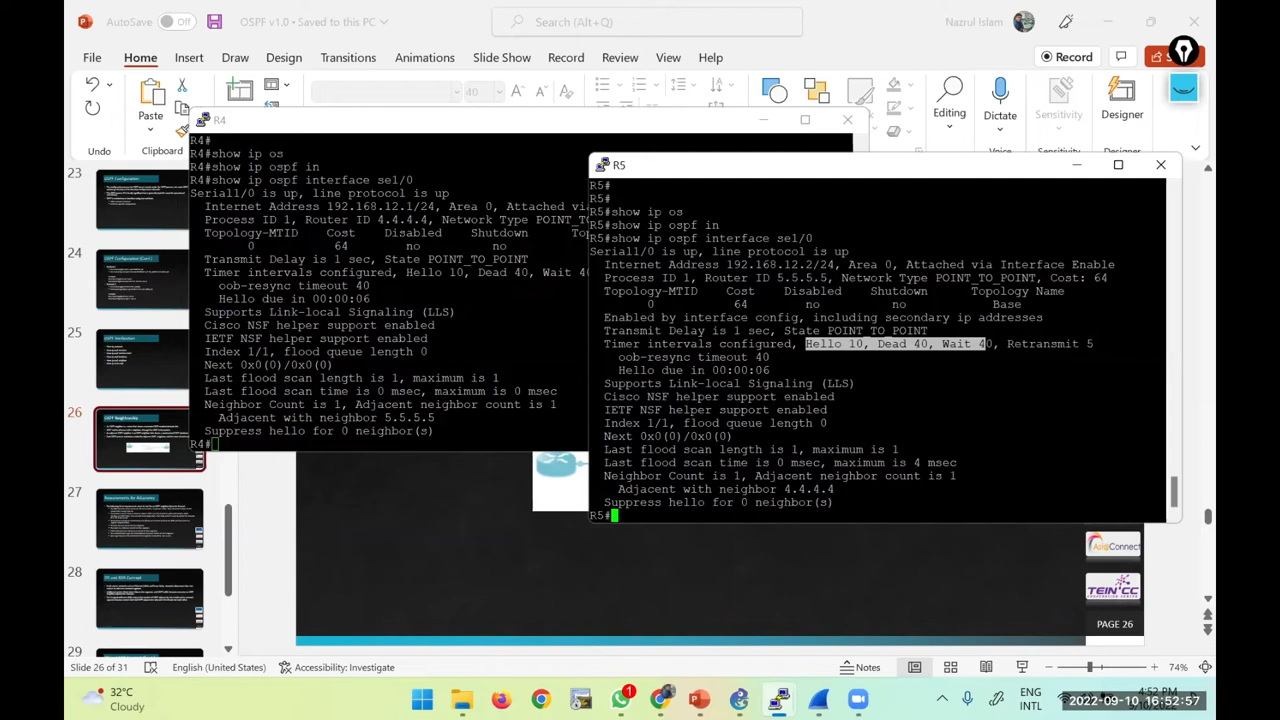 AutoSave
Off
OSPF v1.0 • Saved to this PC
Search (Alt+Q)
Nazrul Islam
File
Home
Insert
Draw
Design
Transitions
Animations
Slide Show
Record
Review
View
Help
Record
Undo
Paste
Clipboard
40
Editing
Dictate
Sensitivity
Designer
Voice
Sensitivity
Designer
23
24
25
26
27
28
29
R4
R4#
R4#show ip os
R4#show ip ospf in
R4#show ip ospf interface se1/0
Serial1/0 is up, line protocol is up
Internet Address 192.168.12.1/24, Area 0, Attached vi
Process ID 1, Router ID 4.4.4.4, Network Type POINT_T
Topology-MTID Cost Disabled Shutdown To
0 64 no no
Transmit Delay is 1 sec, State POINT_TO_POINT
Timer intervals configured, Hello 10, Dead 40, Wait 40
oob-resync timeout 40
Hello due in 00:00:06
Supports Link-local Signaling (LLS)
Cisco NSF helper support enabled
IETF NSF helper support enabled
Index 1/1, flood queue length 0
Next 0x0(0)/0x0(0)
Last flood scan length is 1, maximum is 1
Last flood scan time is 0 msec, maximum is 0 msec
Neighbor Count is 1, Adjacent neighbor count is 1
Adjacent with neighbor 5.5.5.5
Suppress hello for 0 neighbor(s)
R4#
R5
R5#
R5#
R5#show ip os
R5#show ip ospf in
R5#show ip ospf interface se1/0
Serial1/0 is up, line protocol is up
Internet Address 192.168.12.2/24, Area 0, Attached via Interface Enable
Process ID 1, Router ID 5.5.5.5, Network Type POINT_TO_POINT, Cost: 64
Topology-MTID Cost Disabled Shutdown Topology Name
0 64 no no Base
Enabled by interface config, including secondary ip addresses
Transmit Delay is 1 sec, State POINT_TO_POINT
Timer intervals configured, Hello 10, Dead 40, Wait 40, Retransmit 5
oob-resync timeout 40
Hello due in 00:00:06
Supports Link-local Signaling (LLS)
Cisco NSF helper support enabled
IETF NSF helper support enabled
Index 1/1, flood queue length 0
Next 0x0(0)/0x0(0)
Last flood scan length is 1, maximum is 1
Last flood scan time is 0 msec, maximum is 4 msec
Neighbor Count is 1, Adjacent neighbor count is 1
Adjacent with neighbor 4.4.4.4
Suppress hello for 0 neighbor(s)
R5#
Asi@Connect
TEIN*CC
COOPERATION CENTER
PAGE 26
Slide 26 of 31
English (United States)
Accessibility: Investigate
Notes
74%
32°C
Cloudy
1
ENG
INTL
4:52 PM
2022-09-10 16:52:57